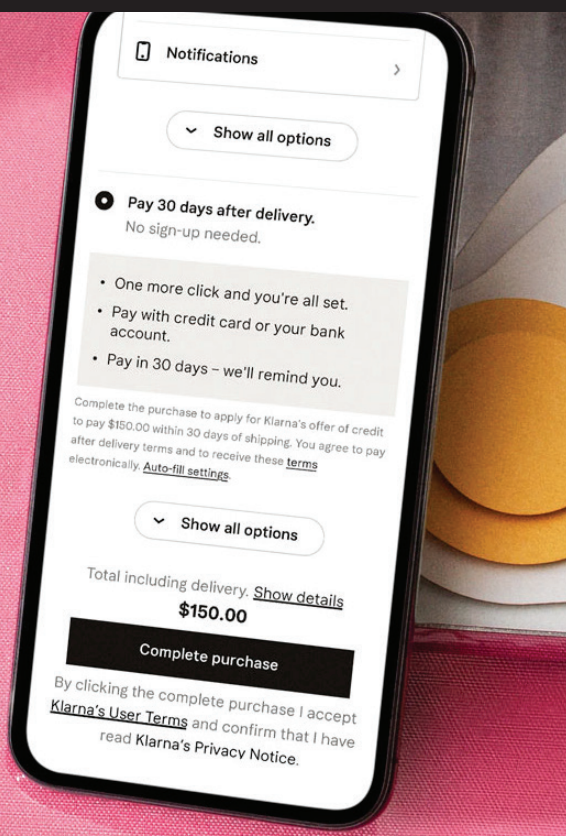 Notifications
Show all options
Pay 30 days after delivery.
No sign-up needed.
• One more click and you're all set.
• Pay with credit card or your bank
account.
• Pay in 30 days – we'll remind you.
Complete the purchase to apply for Klarna's offer of credit
to pay $150.00 within 30 days of shipping. You agree to pay
after delivery terms and to receive these terms
electronically. Auto-fill settings.
Show all options
Total including delivery. Show details
$150.00
Complete purchase
By clicking the complete purchase I accept
Klarna's User Terms and confirm that I have
read Klarna's Privacy Notice.